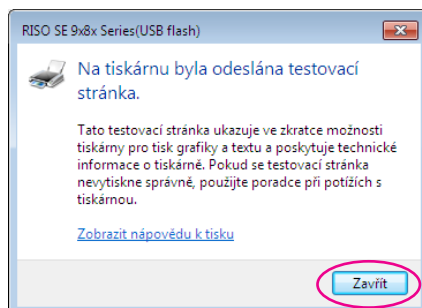 RISO SE 9x8x Series(USB flash)
Na tiskárnu byla odeslána testovací
stránka.
Tato testovací stránka ukazuje ve zkratce možnosti
tiskárny pro tisk grafiky a textu a poskytuje technické
informace o tiskárně. Pokud se testovací stránka
nevytiskne správně, použijte poradce při potížích s
tiskárnou.
Zobrazit nápovědu k tisku
Zavřít